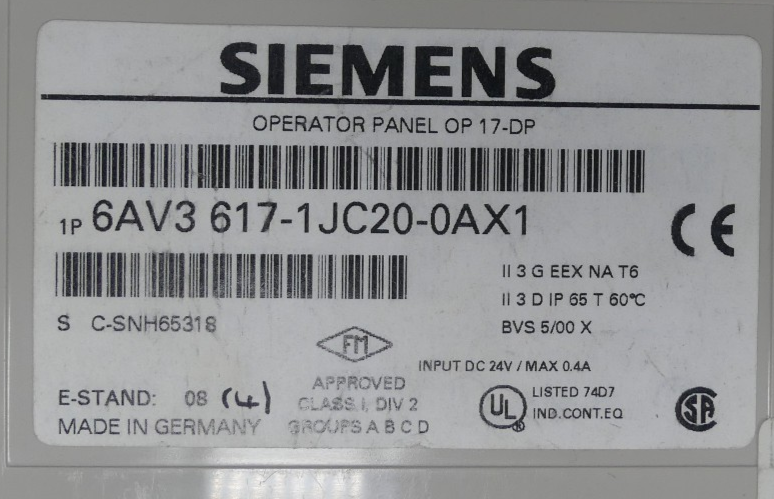 SIEMENS
OPERATOR PANEL OP 17-DP
1P 6AV3 617-1JC20-0AX1
CE
II 3 G EEX NA T6
II 3 D IP 65 T 60°C
S C-SNH65318
BVS 5/00 X
FM
INPUT DC 24V / MAX 0.4A
APPROVED
CLASS I, DIV 2
GROUPS A B C D
E-STAND: 08 (4)
MADE IN GERMANY
UL ®
LISTED 74D7
IND.CONT.EQ
SA